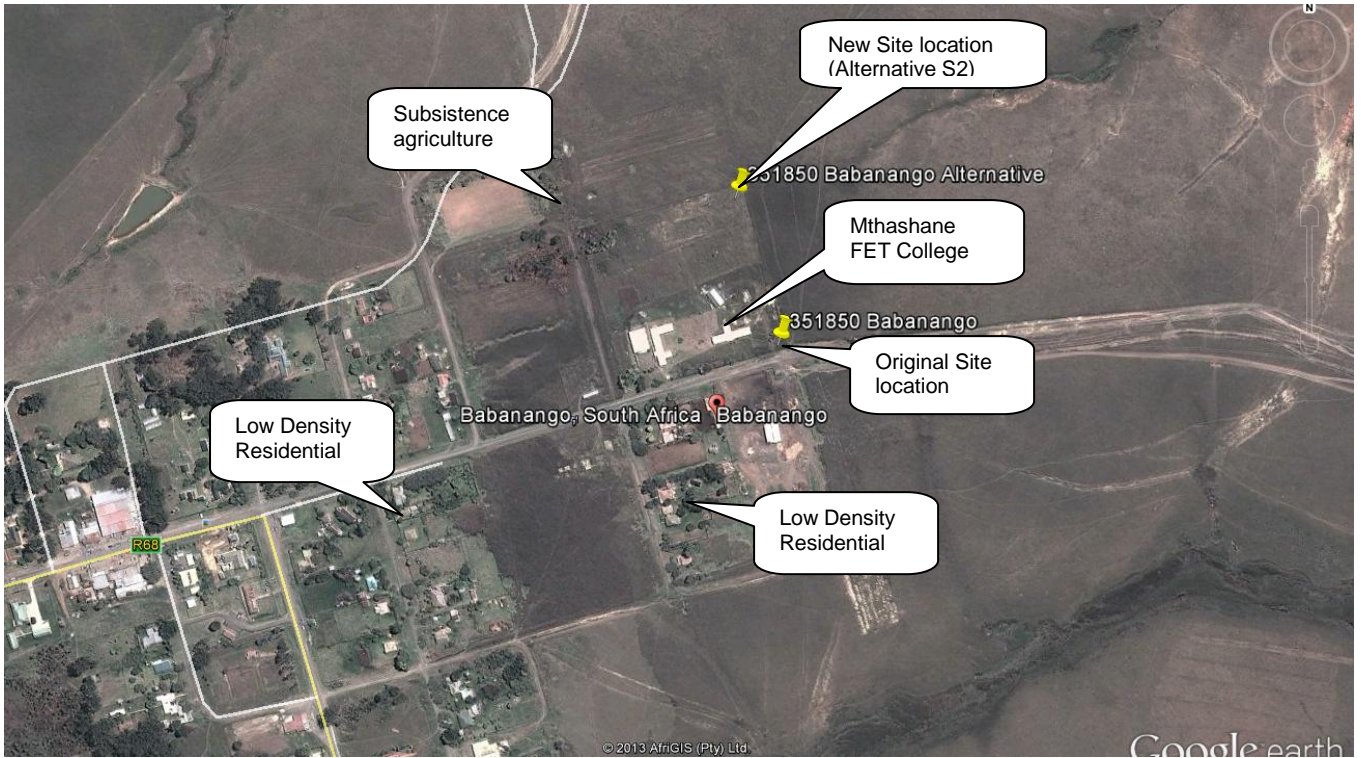 N
New Site location
(Alternative S2)
Subsistence
agriculture
351850 Babanango Alternative
Mthashane
FET College
351850 Babanango
Original Site
location
Babanango, South Africa Babanango
Low Density
Residential
Low Density
Residential
R68
© 2013 AfriGIS (Pty) Ltd
Google earth